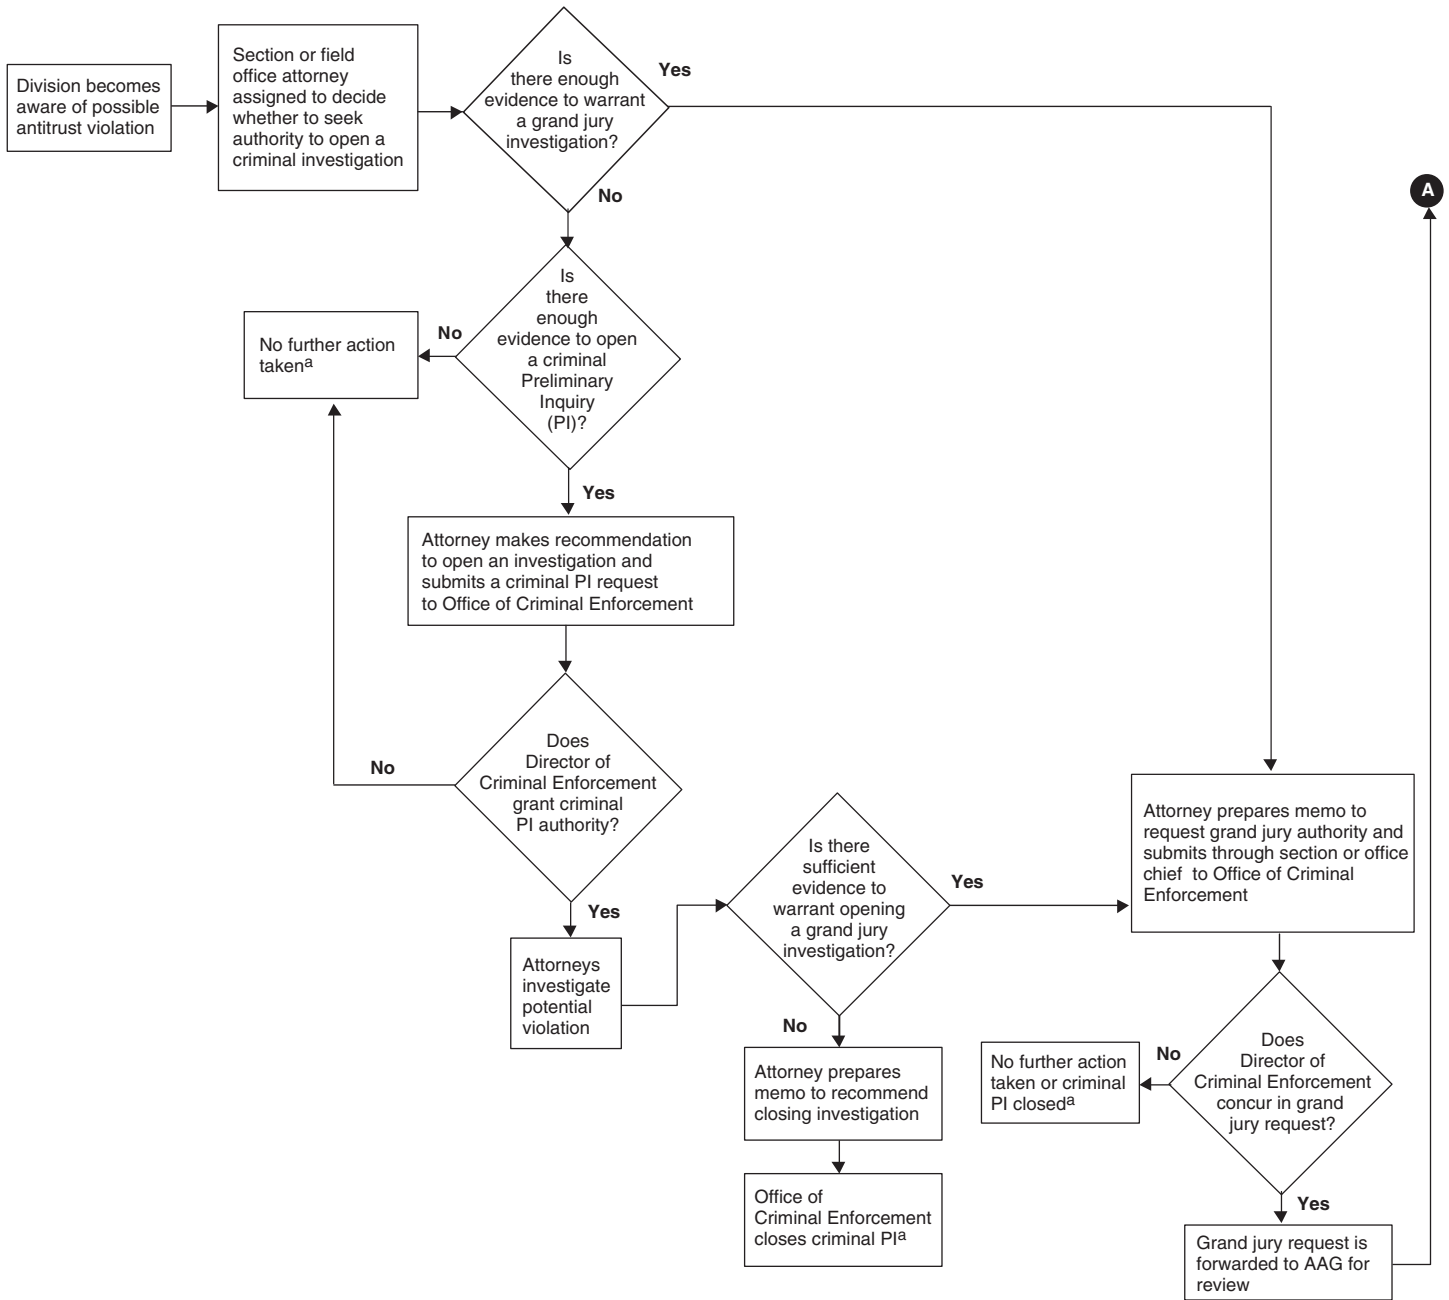 Division becomes
aware of possible
antitrust violation
Section or field
office attorney
assigned to decide
whether to seek
authority to open a
criminal investigation
Is
there enough
evidence to warrant
a grand jury
investigation?
Yes
No
A
Is
there
enough
evidence to open
a criminal
Preliminary
Inquiry
(PI)?
No
No further action
takenᵃ
Yes
Attorney makes recommendation
to open an investigation and
submits a criminal PI request
to Office of Criminal Enforcement
Does
Director of
Criminal Enforcement
grant criminal
PI authority?
No
Yes
Attorneys
investigate
potential
violation
Is there
sufficient
evidence to
warrant opening
a grand jury
investigation?
Yes
No
Attorney prepares
memo to recommend
closing investigation
Office of
Criminal Enforcement
closes criminal PIᵃ
Attorney prepares memo to
request grand jury authority and
submits through section or office
chief to Office of Criminal
Enforcement
Does
Director of
Criminal Enforcement
concur in grand
jury request?
No
No further action
taken or criminal
PI closedᵃ
Yes
Grand jury request is
forwarded to AAG for
review